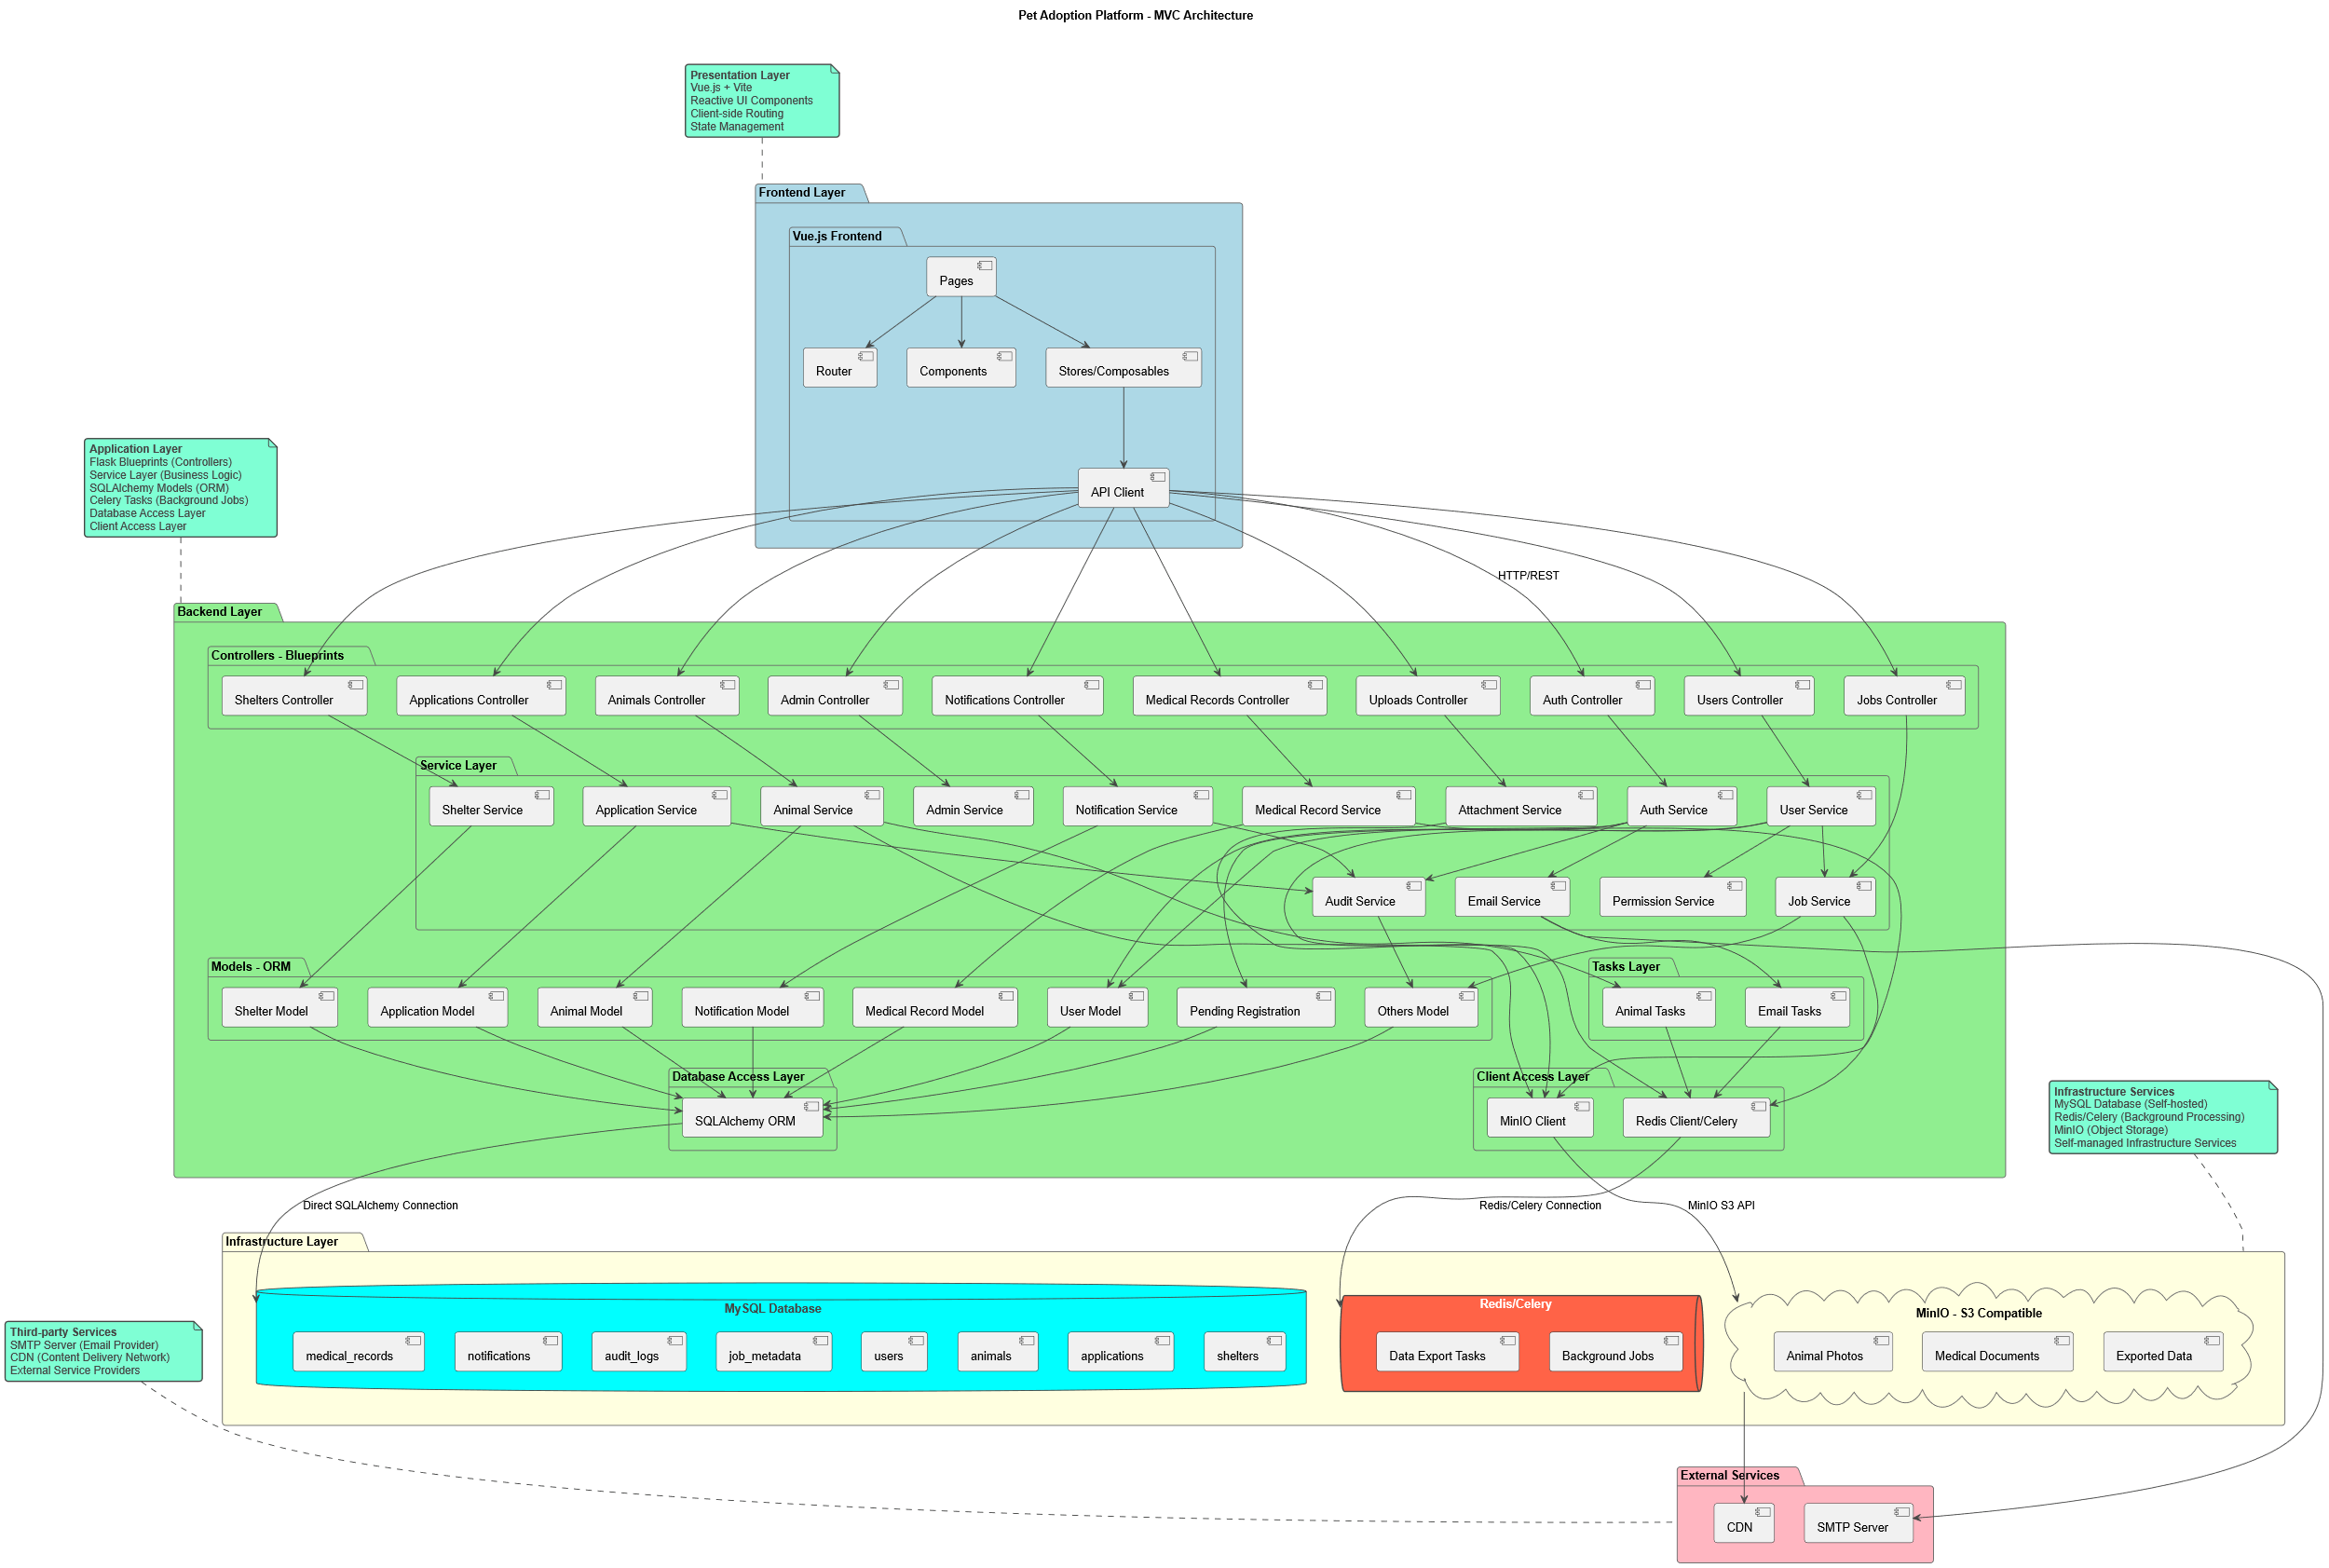 Pet Adoption Platform - MVC Architecture
Presentation Layer
Vue.js + Vite
Reactive UI Components
Client-side Routing
State Management
Frontend Layer
Vue.js Frontend
Pages
Router
Components
Stores/Composables
API Client
Application Layer
Flask Blueprints (Controllers)
Service Layer (Business Logic)
SQLAlchemy Models (ORM)
Celery Tasks (Background Jobs)
Database Access Layer
Client Access Layer
HTTP/REST
Backend Layer
Controllers - Blueprints
Shelters Controller
Applications Controller
Animals Controller
Admin Controller
Notifications Controller
Medical Records Controller
Uploads Controller
Auth Controller
Users Controller
Jobs Controller
Service Layer
Shelter Service
Application Service
Animal Service
Admin Service
Notification Service
Medical Record Service
Attachment Service
Auth Service
User Service
Audit Service
Email Service
Permission Service
Job Service
Models - ORM
Shelter Model
Application Model
Animal Model
Notification Model
Medical Record Model
User Model
Pending Registration
Others Model
Tasks Layer
Animal Tasks
Email Tasks
Database Access Layer
SQLAlchemy ORM
Client Access Layer
MinIO Client
Redis Client/Celery
Infrastructure Services
MySQL Database (Self-hosted)
Redis/Celery (Background Processing)
MinIO (Object Storage)
Self-managed Infrastructure Services
Direct SQLAlchemy Connection
Redis/Celery Connection
MinIO S3 API
Infrastructure Layer
MySQL Database
medical_records
notifications
audit_logs
job_metadata
users
animals
applications
shelters
Redis/Celery
Data Export Tasks
Background Jobs
MinIO - S3 Compatible
Animal Photos
Medical Documents
Exported Data
Third-party Services
SMTP Server (Email Provider)
CDN (Content Delivery Network)
External Service Providers
External Services
CDN
SMTP Server